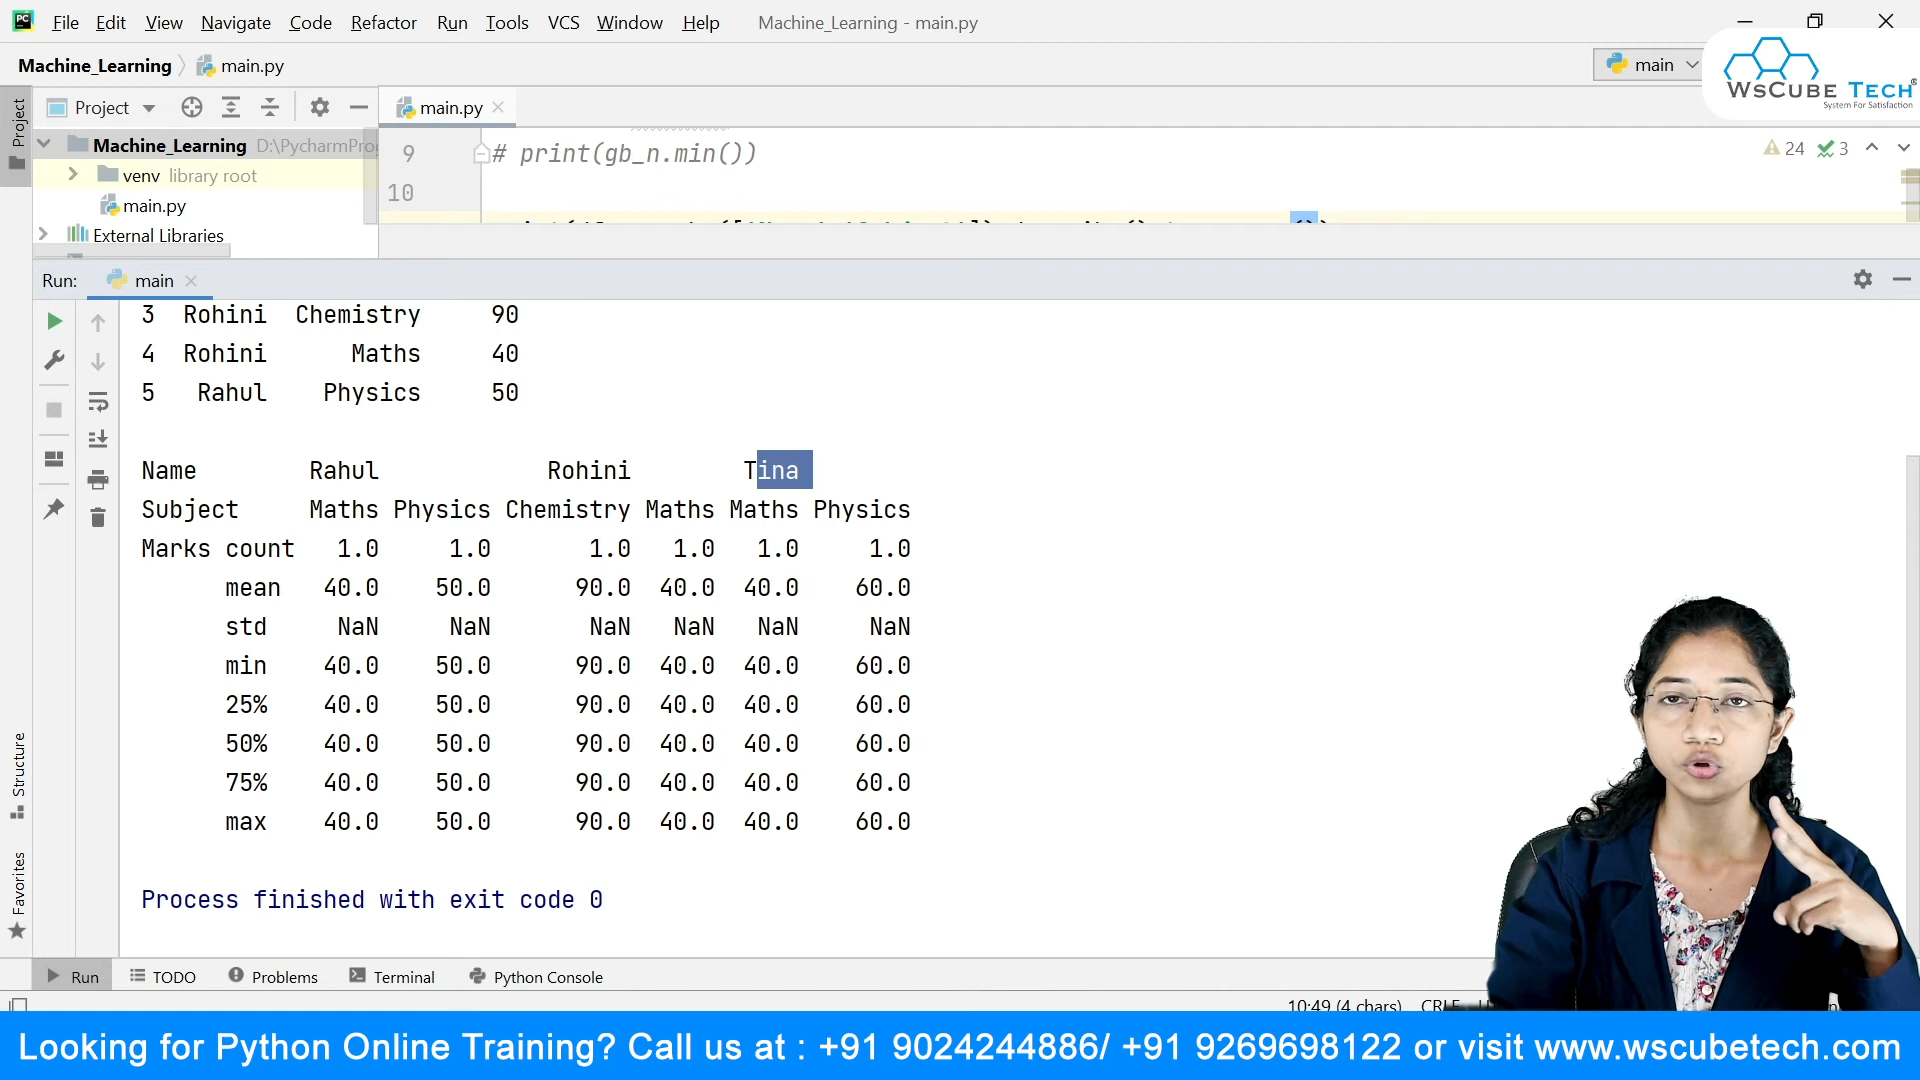 File Edit View Navigate Code Refactor Run Tools VCS Window Help Machine_Learning - main.py
Machine_Learning main.py main
WsCube Tech®
System For Satisfaction
Project
Project main.py
Machine_Learning D:\PycharmPro
venv library root
main.py
External Libraries
9 # print(gb_n.min())
10
24 3
Run: main
3 Rohini Chemistry 90
4 Rohini Maths 40
5 Rahul Physics 50
Name Rahul Rohini Tina
Subject Maths Physics Chemistry Maths Maths Physics
Marks count 1.0 1.0 1.0 1.0 1.0 1.0
mean 40.0 50.0 90.0 40.0 40.0 60.0
std NaN NaN NaN NaN NaN NaN
min 40.0 50.0 90.0 40.0 40.0 60.0
25% 40.0 50.0 90.0 40.0 40.0 60.0
50% 40.0 50.0 90.0 40.0 40.0 60.0
75% 40.0 50.0 90.0 40.0 40.0 60.0
max 40.0 50.0 90.0 40.0 40.0 60.0
Process finished with exit code 0
Structure
Favorites
Run TODO Problems Terminal Python Console
10:49 (4 chars) CRLF
Looking for Python Online Training? Call us at : +91 9024244886/ +91 9269698122 or visit www.wscubetech.com